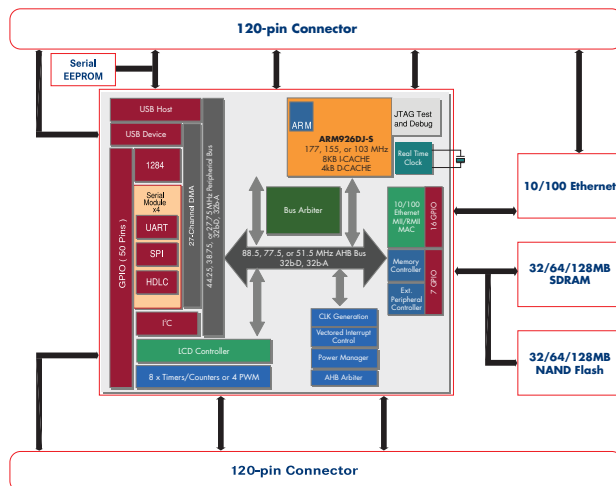 120-pin Connector
Serial
EEPROM
USB Host
USB Device
GPIO ( 50 Pins )
1284
Serial
Module
x4
UART
SPI
HDLC
I²C
27-Channel DMA
44.25, 38.75, or 27.75 MHz Peripheral Bus
32b-D, 32b-A
ARM
ARM926DJ-S
177, 155, or 103 MHz
8KB I-CACHE
4kB D-CACHE
JTAG Test
and Debug
Real Time
Clock
Bus Arbiter
10/100
Ethernet
MII/RMII
MAC
16 GPIO
88.5, 77.5, or 51.5 MHz AHB Bus
32b-D, 32b-A
Memory
Controller
Ext.
Peripheral
Controller
7 GPIO
CLK Generation
Vectored Interrupt
Control
Power Manager
AHB Arbiter
LCD Controller
8 x Timers/Counters or 4 PWM
10/100 Ethernet
32/64/128MB
SDRAM
32/64/128MB
NAND Flash
120-pin Connector